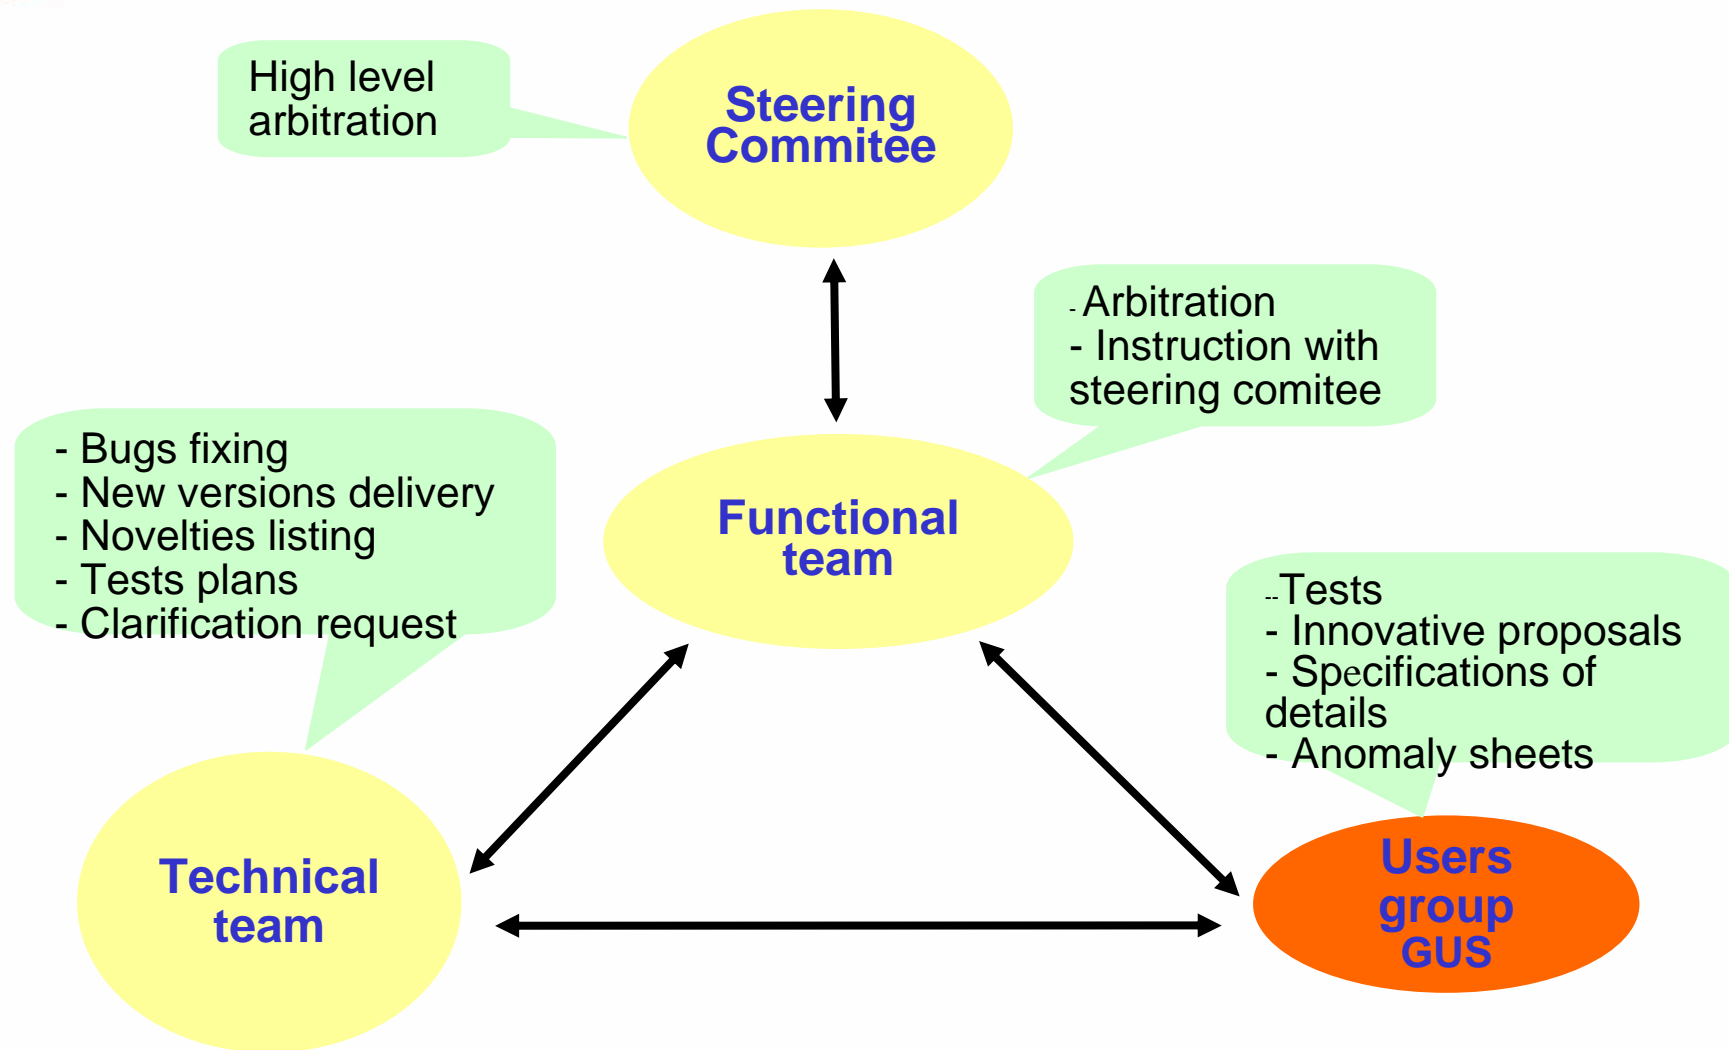 High level
arbitration
Steering
Commitee
- Arbitration
- Instruction with
steering comitee
- Bugs fixing
- New versions delivery
- Novelties listing
- Tests plans
- Clarification request
Functional
team
--Tests
- Innovative proposals
- Specifications of
details
- Anomaly sheets
Technical
team
Users
group
GUS